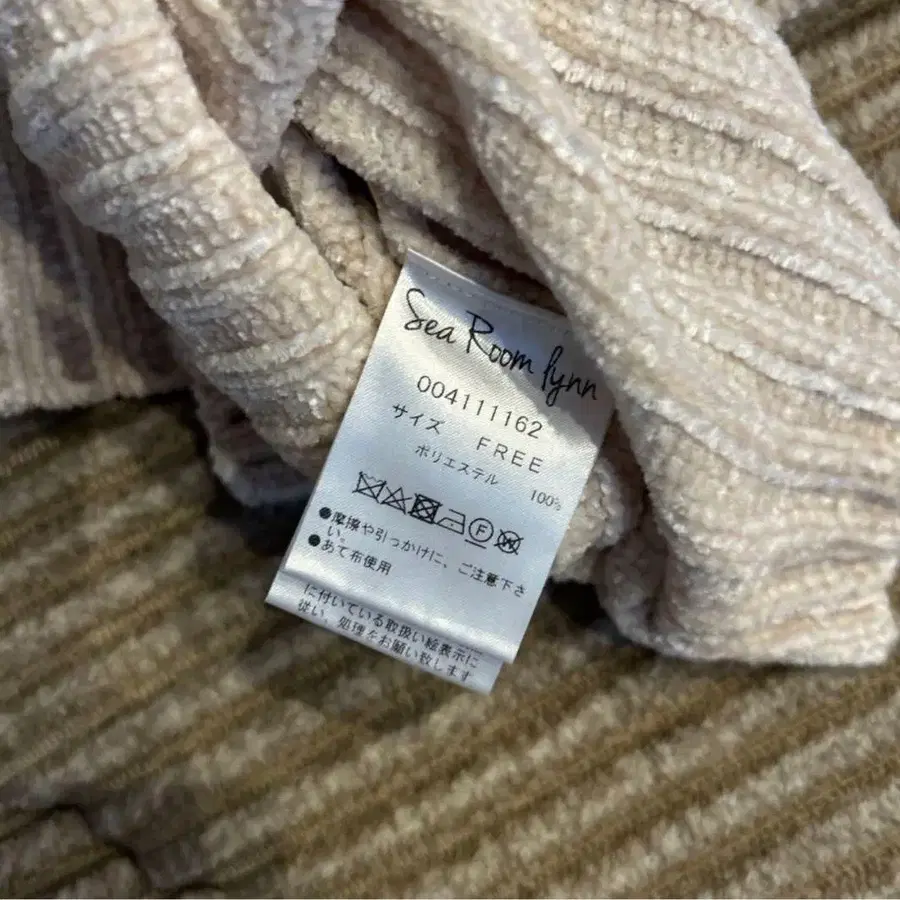 Sea Room lynn
004111162
サイズ FREE
ポリエステル 100%
F W
●摩擦や引っかけに、ご注意下さ
い。
●あて布使用
に付いている取扱い絵表示に
従い、処理をお願い致します